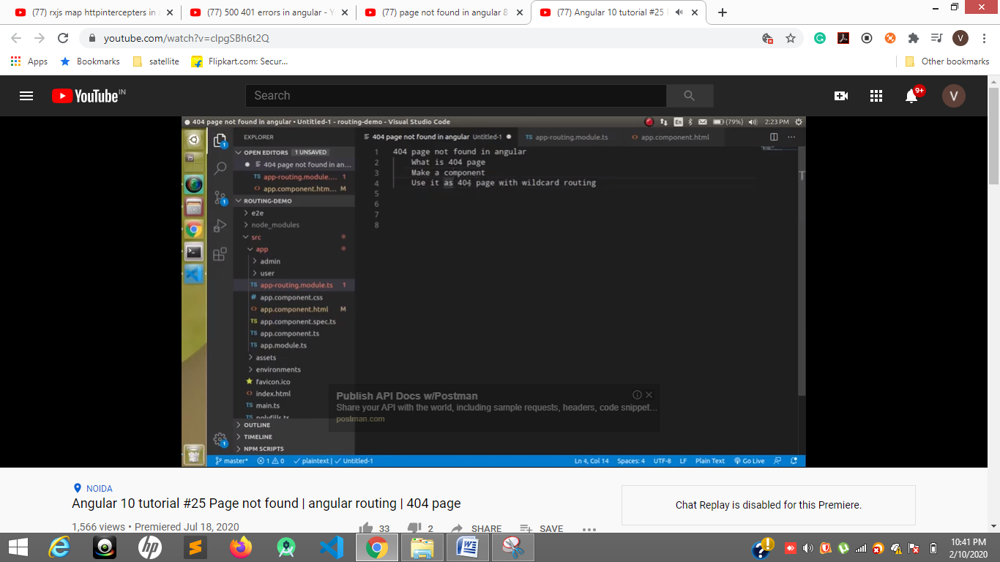 (77) rxjs map httpintercepters in
(77) 500 401 errors in angular - Y
(77) page not found in angular 8
(77) Angular 10 tutorial #25
youtube.com/watch?v=cIpgSBh6t2Q
V
Apps
Bookmarks
satellite
Flipkart.com: Secur...
Other bookmarks
YouTube IN
Search
9+
V
404 page not found in angular • Untitled-1 - routing-demo - Visual Studio Code
En
(79%)
2:23 PM
EXPLORER
404 page not found in angular Untitled-1
app-routing.module.ts
app.component.html
OPEN EDITORS 1 UNSAVED
404 page not found in an...
TS app-routing.module.... 1
app.component.htm... M
ROUTING-DEMO
e2e
node_modules
src
app
admin
user
TS app-routing.module.ts 1
# app.component.css
app.component.html M
TS app.component.spec.ts
TS app.component.ts
TS app.module.ts
assets
environments
favicon.ico
index.html
TS main.ts
TS polyfills.ts
OUTLINE
TIMELINE
NPM SCRIPTS
1 404 page not found in angular
2 What is 404 page
3 Make a component
4 Use it as 404 page with wildcard routing
5
6
7
8
Publish API Docs w/Postman
Share your API with the world, including sample requests, headers, code snippet...
postman.com
master*
1 0
plaintext | Untitled-1
Ln 4, Col 14
Spaces: 4
UTF-8
LF
Plain Text
Go Live
NOIDA
Angular 10 tutorial #25 Page not found | angular routing | 404 page
1,566 views • Premiered Jul 18, 2020
33
2
SHARE
SAVE
Chat Replay is disabled for this Premiere.
10:41 PM
2/10/2020